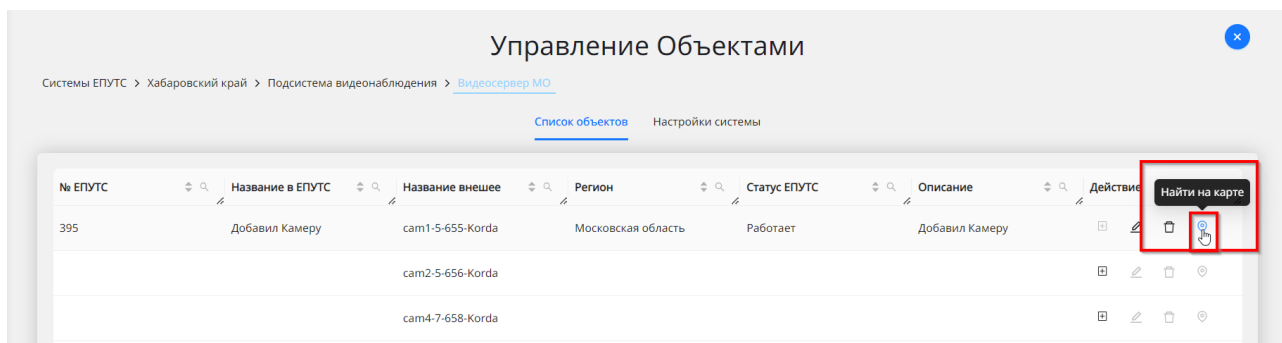 Управление Объектами
Системы ЕПУТС > Хабаровский край > Подсистема видеонаблюдения > Видеосервер МО
Список объектов Настройки системы
№ ЕПУТС Название в ЕПУТС Название внешее Регион Статус ЕПУТС Описание Действие
Найти на карте
395 Добавил Камеру cam1-5-655-Korda Московская область Работает Добавил Камеру
cam2-5-656-Korda
cam4-7-658-Korda